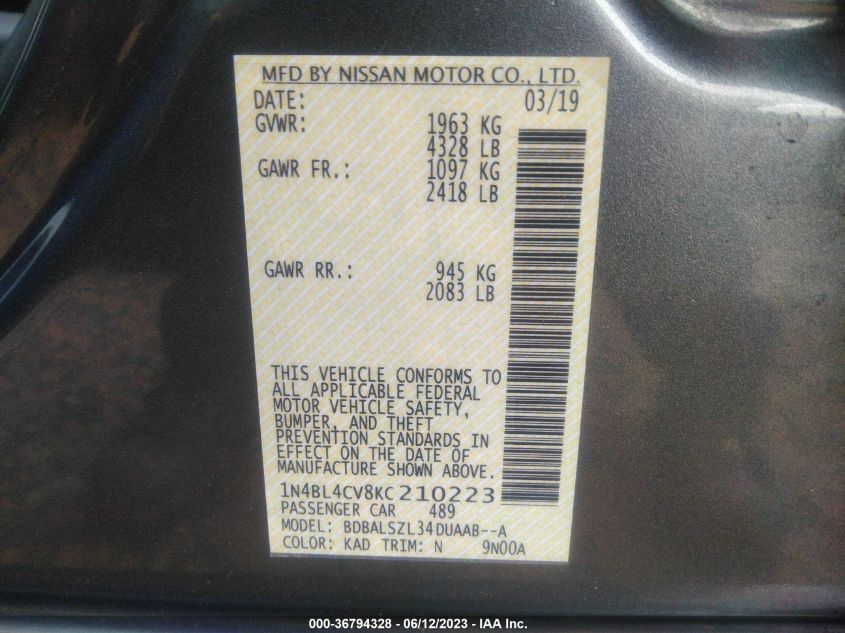 MFD BY NISSAN MOTOR CO., LTD.
DATE: 03/19
GVWR: 1963 KG
4328 LB
GAWR FR.: 1097 KG
2418 LB
GAWR RR.: 945 KG
2083 LB
THIS VEHICLE CONFORMS TO
ALL APPLICABLE FEDERAL
MOTOR VEHICLE SAFETY,
BUMPER, AND THEFT
PREVENTION STANDARDS IN
EFFECT ON THE DATE OF
MANUFACTURE SHOWN ABOVE.
1N4BL4CV8KC210223
PASSENGER CAR 489
MODEL: BDBALSZL34DUAAB--A
COLOR: KAD TRIM: N 9N00A
000-36794328 - 06/12/2023 - IAA Inc.